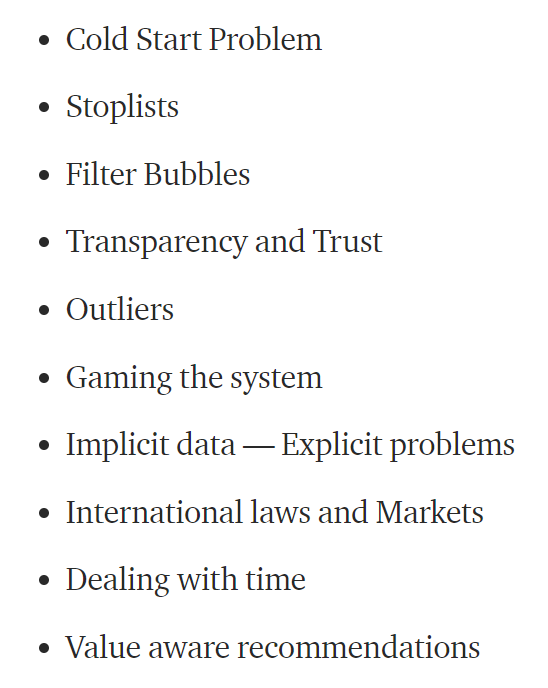 • Cold Start Problem
• Stoplists
• Filter Bubbles
• Transparency and Trust
• Outliers
• Gaming the system
• Implicit data — Explicit problems
• International laws and Markets
• Dealing with time
• Value aware recommendations